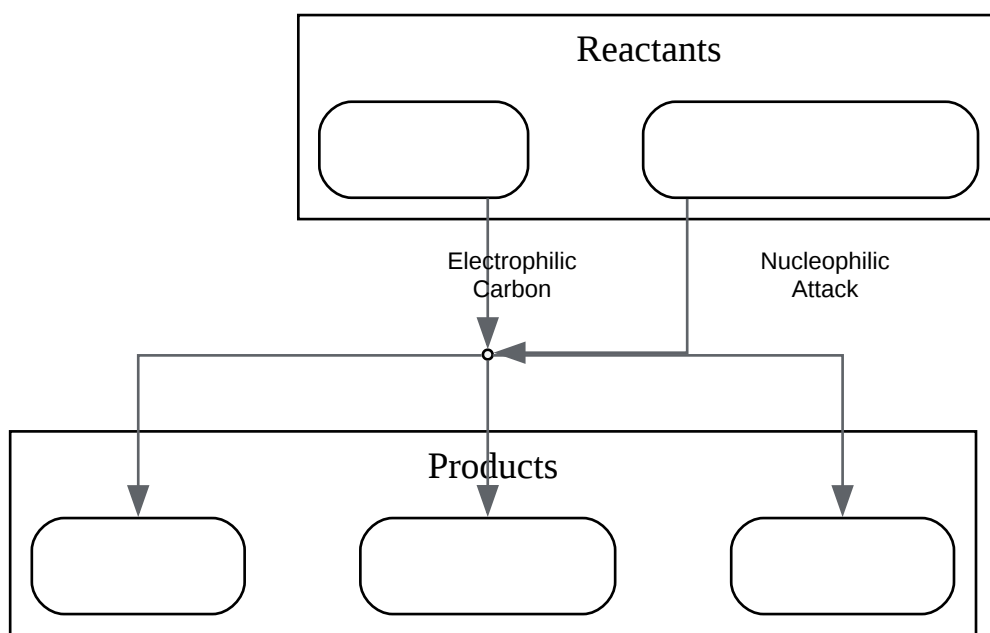 Reactants
Electrophilic
Carbon
Nucleophilic
Attack
Products